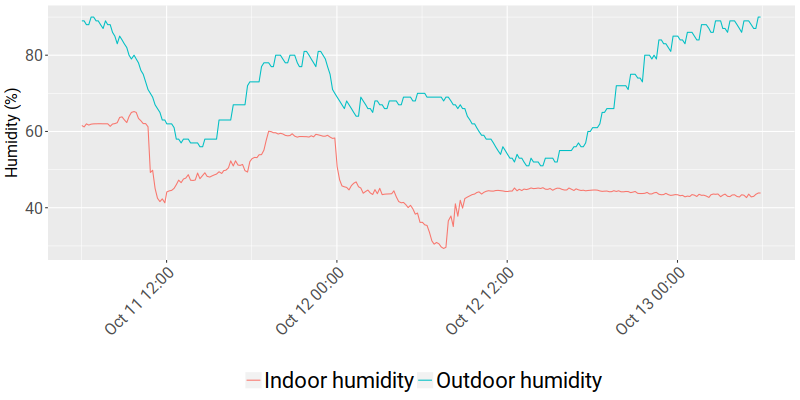 Humidity (%)
80
60
40
Oct 11 12:00
Oct 12 00:00
Oct 12 12:00
Oct 13 00:00
Indoor humidity
Outdoor humidity